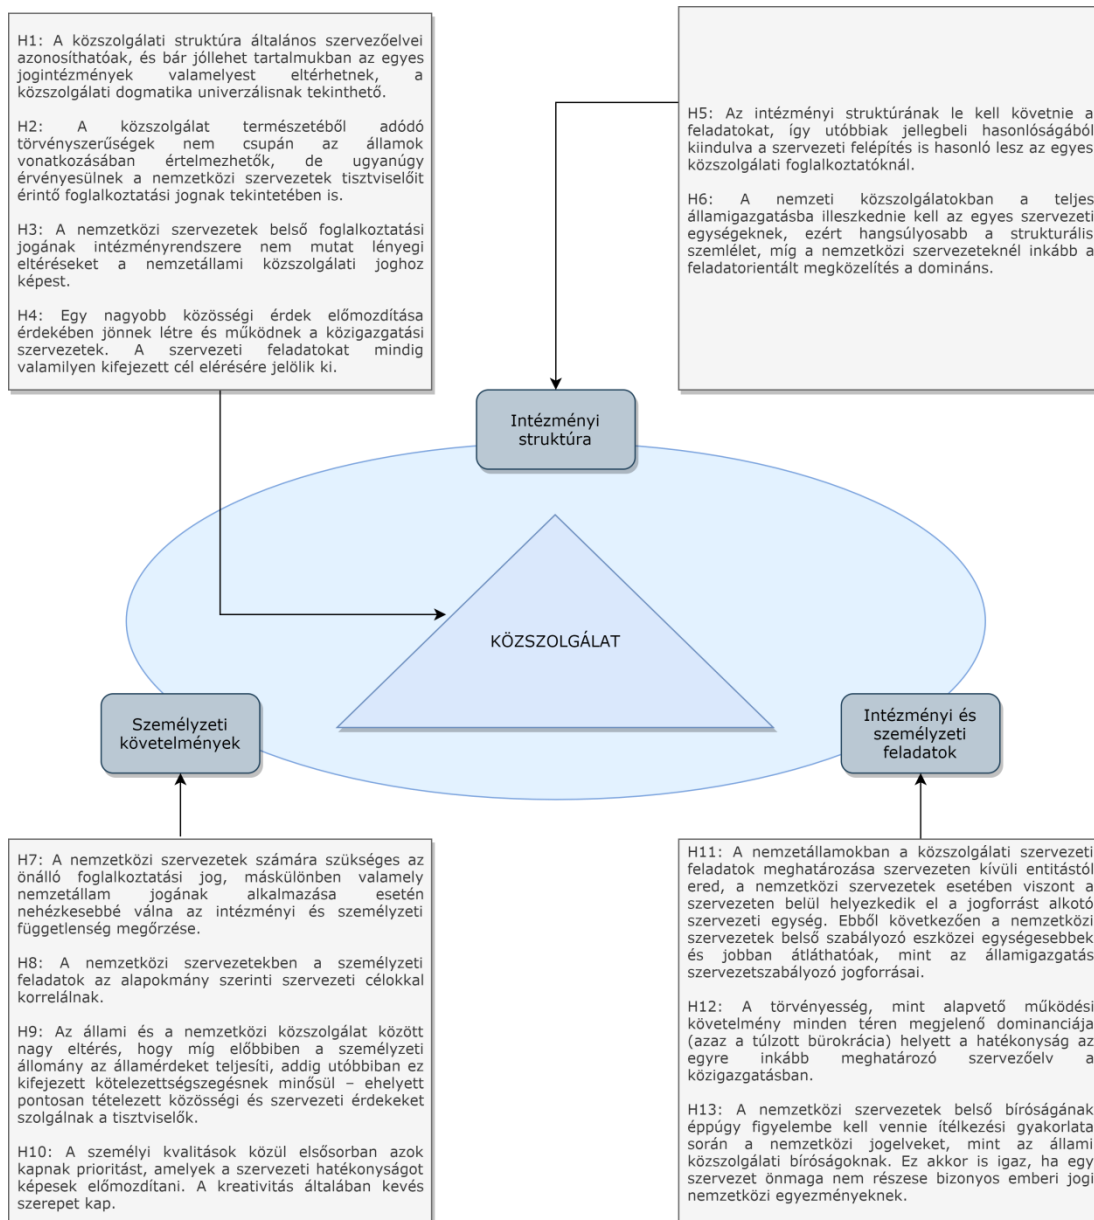 H1: A közszolgálati struktúra általános szervezőelvei
azonosíthatóak, és bár jóllehet tartalmukban az egyes
jogintézmények valamelyest eltérhetnek, a
közszolgálati dogmatika univerzálisnak tekinthető.
H2: A közszolgálat természetéből adódó
törvényszerűségek nem csupán az államok
vonatkozásában értelmezhetők, de ugyanúgy
érvényesülnek a nemzetközi szervezetek tisztviselőit
érintő foglalkoztatási jognak tekintetében is.
H3: A nemzetközi szervezetek belső foglalkoztatási
jogának intézményrendszere nem mutat lényegi
eltéréseket a nemzetállami közszolgálati joghoz
képest.
H4: Egy nagyobb közösségi érdek előmozdítása
érdekében jönnek létre és működnek a közigazgatási
szervezetek. A szervezeti feladatokat mindig
valamilyen kifejezett cél elérésére jelölik ki.
H5: Az intézményi struktúrának le kell követnie a
feladatokat, így utóbbiak jellegbeli hasonlóságából
kiindulva a szervezeti felépítés is hasonló lesz az egyes
közszolgálati foglalkoztatóknál.
H6: A nemzeti közszolgálatokban a teljes
államigazgatásba illeszkednie kell az egyes szervezeti
egységeknek, ezért hangsúlyosabb a strukturális
szemlélet, míg a nemzetközi szervezeteknél inkább a
feladatorientált megközelítés a domináns.
Intézményi
struktúra
KÖZSZOLGÁLAT
Személyzeti
követelmények
Intézményi és
személyzeti
feladatok
H7: A nemzetközi szervezetek számára szükséges az
önálló foglalkoztatási jog, máskülönben valamely
nemzetállam jogának alkalmazása esetén
nehézkesebbé válna az intézményi és személyzeti
függetlenség megőrzése.
H8: A nemzetközi szervezetekben a személyzeti
feladatok az alapokmány szerinti szervezeti célokkal
korrelálnak.
H9: Az állami és a nemzetközi közszolgálat között
nagy eltérés, hogy míg előbbiben a személyzeti
állomány az államérdeket teljesíti, addig utóbbiban ez
kifejezett kötelezettségszegésnek minősül – ehelyett
pontosan tételezett közösségi és szervezeti érdekeket
szolgálnak a tisztviselők.
H10: A személyi kvalitások közül elsősorban azok
kapnak prioritást, amelyek a szervezeti hatékonyságot
képesek előmozdítani. A kreativitás általában kevés
szerepet kap.
H11: A nemzetállamokban a közszolgálati szervezeti
feladatok meghatározása szervezeten kívüli entitástól
ered, a nemzetközi szervezetek esetében viszont a
szervezeten belül helyezkedik el a jogforrást alkotó
szervezeti egység. Ebből következően a nemzetközi
szervezetek belső szabályozó eszközei egységesebbek
és jobban átláthatóak, mint az államigazgatás
szervezetszabályozó jogforrásai.
H12: A törvényesség, mint alapvető működési
követelmény minden téren megjelenő dominanciája
(azaz a túlzott bürokrácia) helyett a hatékonyság az
egyre inkább meghatározó szervezőelv a
közigazgatásban.
H13: A nemzetközi szervezetek belső bíróságának
éppúgy figyelembe kell vennie ítélkezési gyakorlata
során a nemzetközi jogelveket, mint az állami
közszolgálati bíróságoknak. Ez akkor is igaz, ha egy
szervezet önmaga nem részese bizonyos emberi jogi
nemzetközi egyezményeknek.